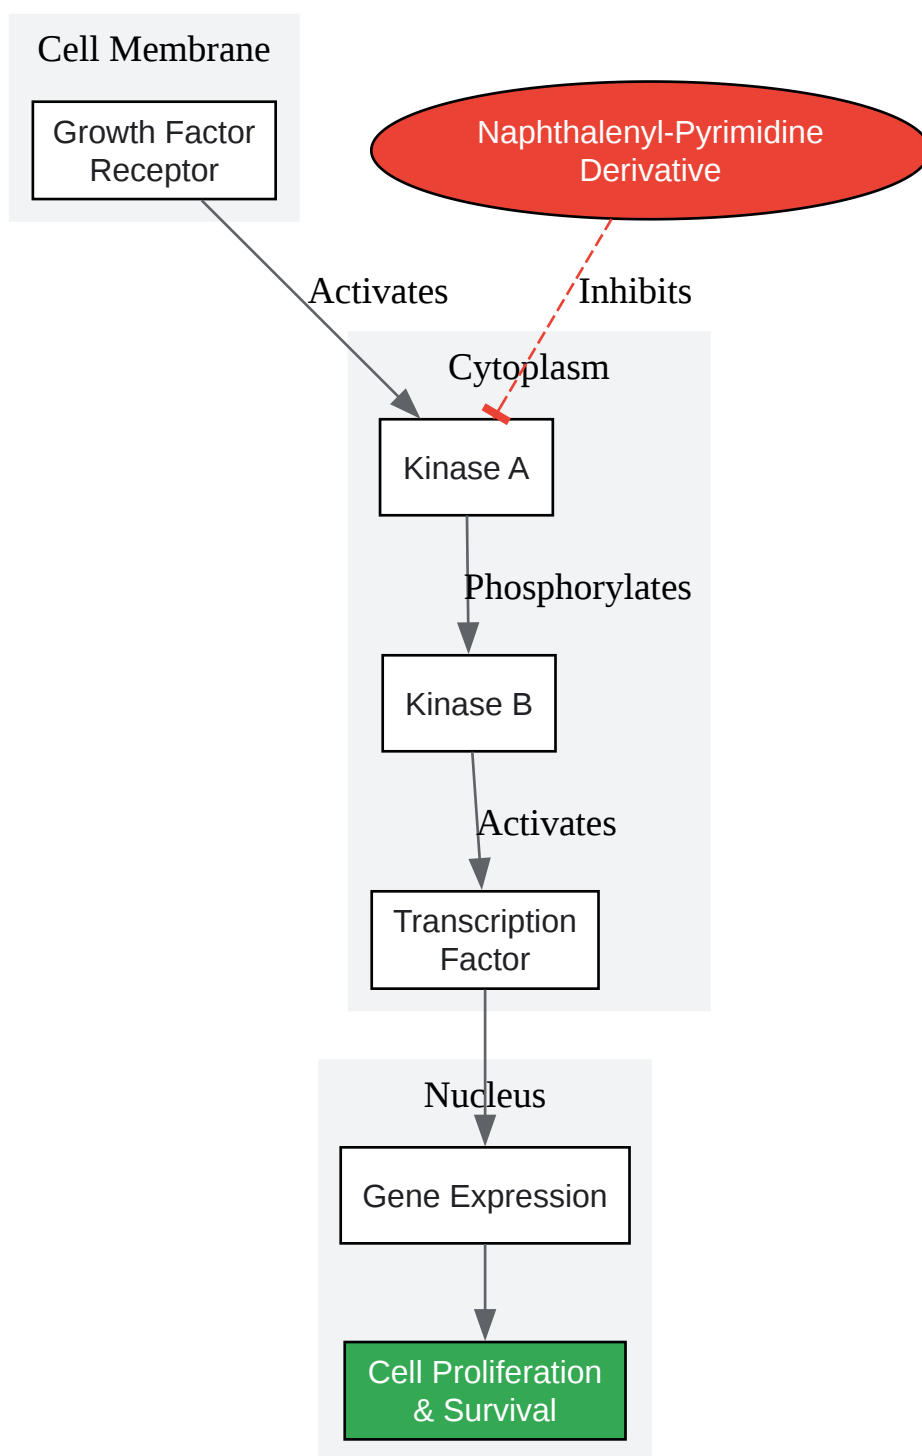 Cell Membrane
Growth Factor
Receptor
Naphthalenyl-Pyrimidine
Derivative
Activates
Inhibits
Cytoplasm
Kinase A
Phosphorylates
Kinase B
Activates
Transcription
Factor
Nucleus
Gene Expression
Cell Proliferation
& Survival